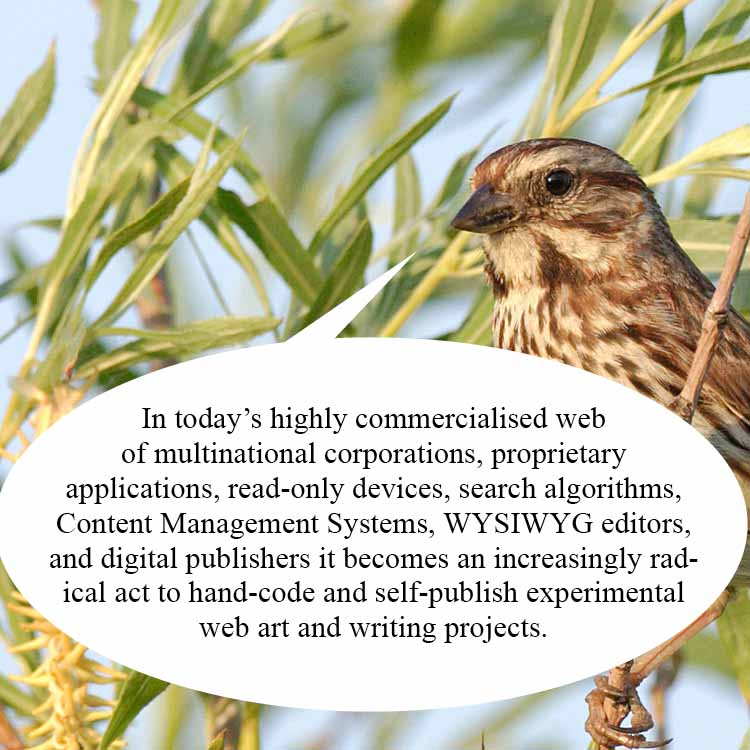 In today’s highly commercialised web
of multinational corporations, proprietary
applications, read-only devices, search algorithms,
Content Management Systems, WYSIWYG editors,
and digital publishers it becomes an increasingly rad-
ical act to hand-code and self-publish experimental
web art and writing projects.